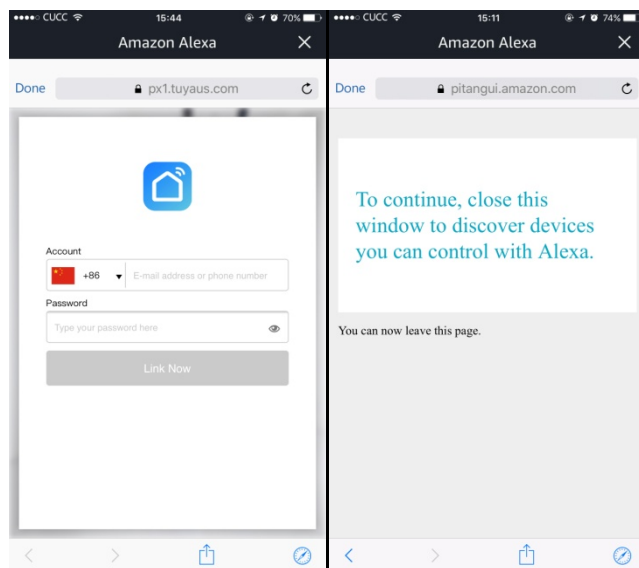 CUCC 15:44 70%
Amazon Alexa
Done px1.tuyaus.com
Account
+86 E-mail address or phone number
Password
Type your password here
Link Now
CUCC 15:11 74%
Amazon Alexa
Done pitangui.amazon.com
To continue, close this
window to discover devices
you can control with Alexa.
You can now leave this page.